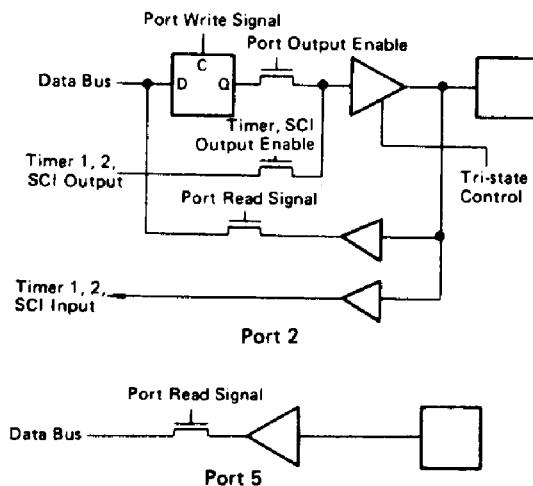 Port Write Signal
Port Output Enable
C
Data Bus
D
Q
Timer, SCI
Output Enable
Timer 1, 2,
SCI Output
Tri-state
Control
Port Read Signal
Timer 1, 2,
SCI Input
Port 2
Port Read Signal
Data Bus
Port 5